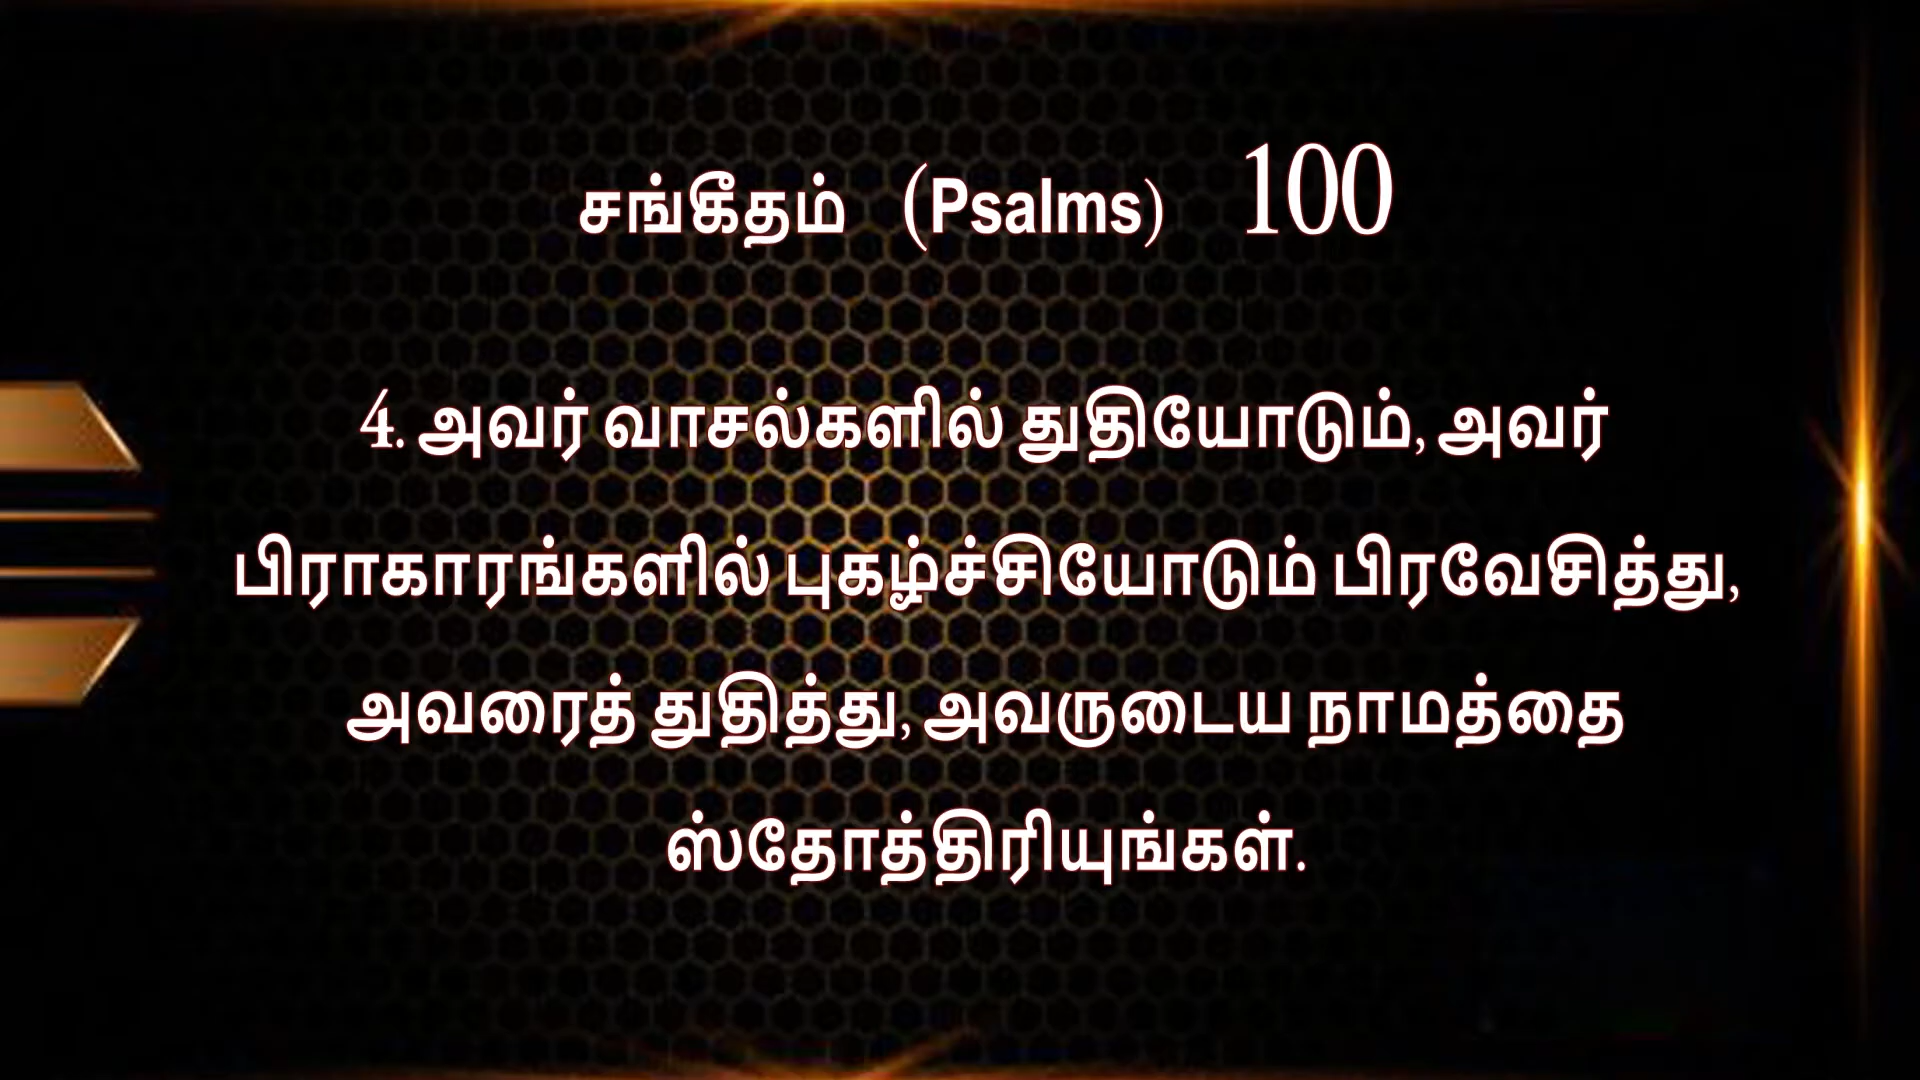 சங்கீதம் (Psalms) 100
4. அவர் வாசல்களில் துதியோடும், அவர்
பிராகாரங்களில் புகழ்ச்சியோடும் பிரவேசித்து,
அவரைத் துதித்து, அவருடைய நாமத்தை
ஸ்தோத்திரியுங்கள்.